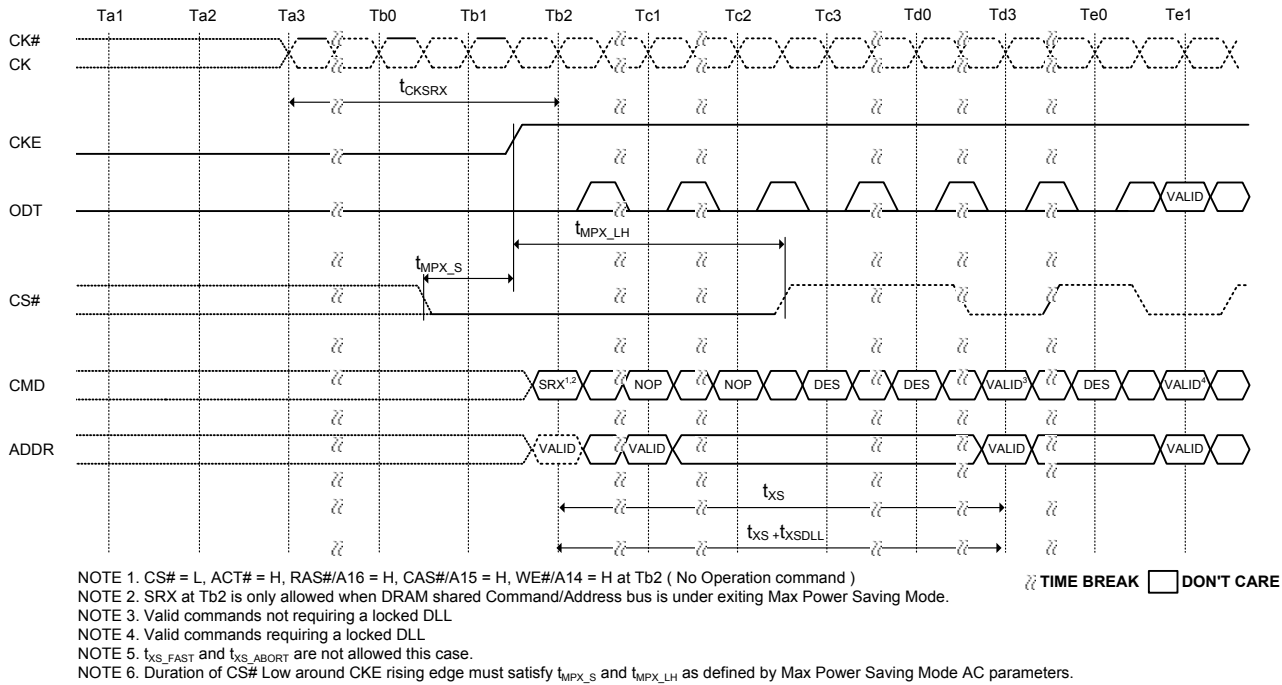 Ta1 Ta2 Ta3 Tb0 Tb1 Tb2 Tc1 Tc2 Tc3 Td0 Td3 Te0 Te1
CK#
CK
tCKSRX
CKE
ODT VALID
tMPX_LH
tMPX_S
CS#
CMD SRX1,2 NOP NOP DES DES VALID3 DES VALID4
ADDR VALID VALID VALID VALID
tXS
tXS +tXSDLL
NOTE 1. CS# = L, ACT# = H, RAS#/A16 = H, CAS#/A15 = H, WE#/A14 = H at Tb2 ( No Operation command )
TIME BREAK DON'T CARE
NOTE 2. SRX at Tb2 is only allowed when DRAM shared Command/Address bus is under exiting Max Power Saving Mode.
NOTE 3. Valid commands not requiring a locked DLL
NOTE 4. Valid commands requiring a locked DLL
NOTE 5. tXS_FAST and tXS_ABORT are not allowed this case.
NOTE 6. Duration of CS# Low around CKE rising edge must satisfy tMPX_S and tMPX_LH as defined by Max Power Saving Mode AC parameters.